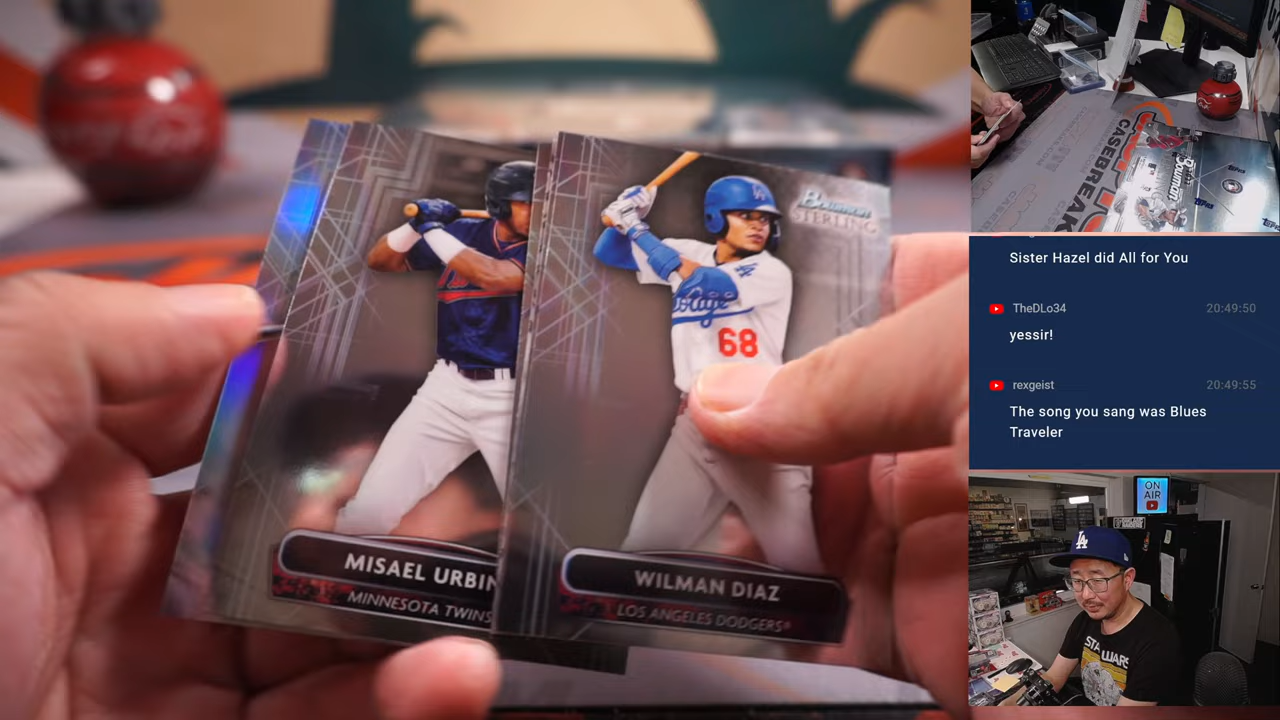 Bowman
STERLING
Dodgers
68
MISAEL URBIN
MINNESOTA TWINS
WILMAN DIAZ
LOS ANGELES DODGERS
CASEBREAK
Bowman
Topps
Sister Hazel did All for You
TheDLo34 20:49:50
yessir!
rexgeist 20:49:55
The song you sang was Blues
Traveler
ON
AIR
LA
STAR WARS